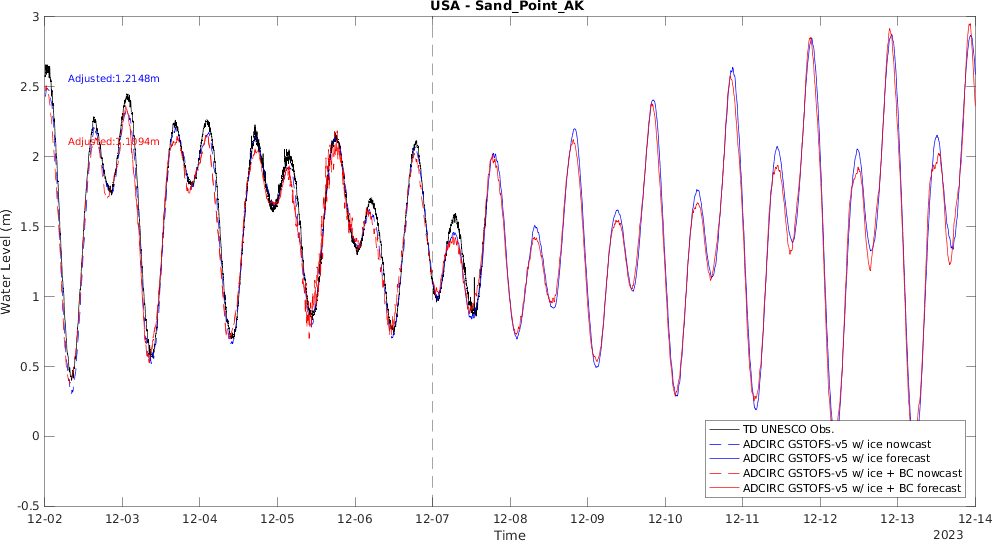 USA - Sand_Point_AK
3
2.5
2
1.5
1
0.5
0
-0.5
Water Level (m)
Adjusted:1.2148m
Adjusted:1.1094m
TD UNESCO Obs.
ADCIRC GSTOFS-v5 w/ ice nowcast
ADCIRC GSTOFS-v5 w/ ice forecast
ADCIRC GSTOFS-v5 w/ ice + BC nowcast
ADCIRC GSTOFS-v5 w/ ice + BC forecast
12-02 12-03 12-04 12-05 12-06 12-07 12-08 12-09 12-10 12-11 12-12 12-13 12-14
Time
2023